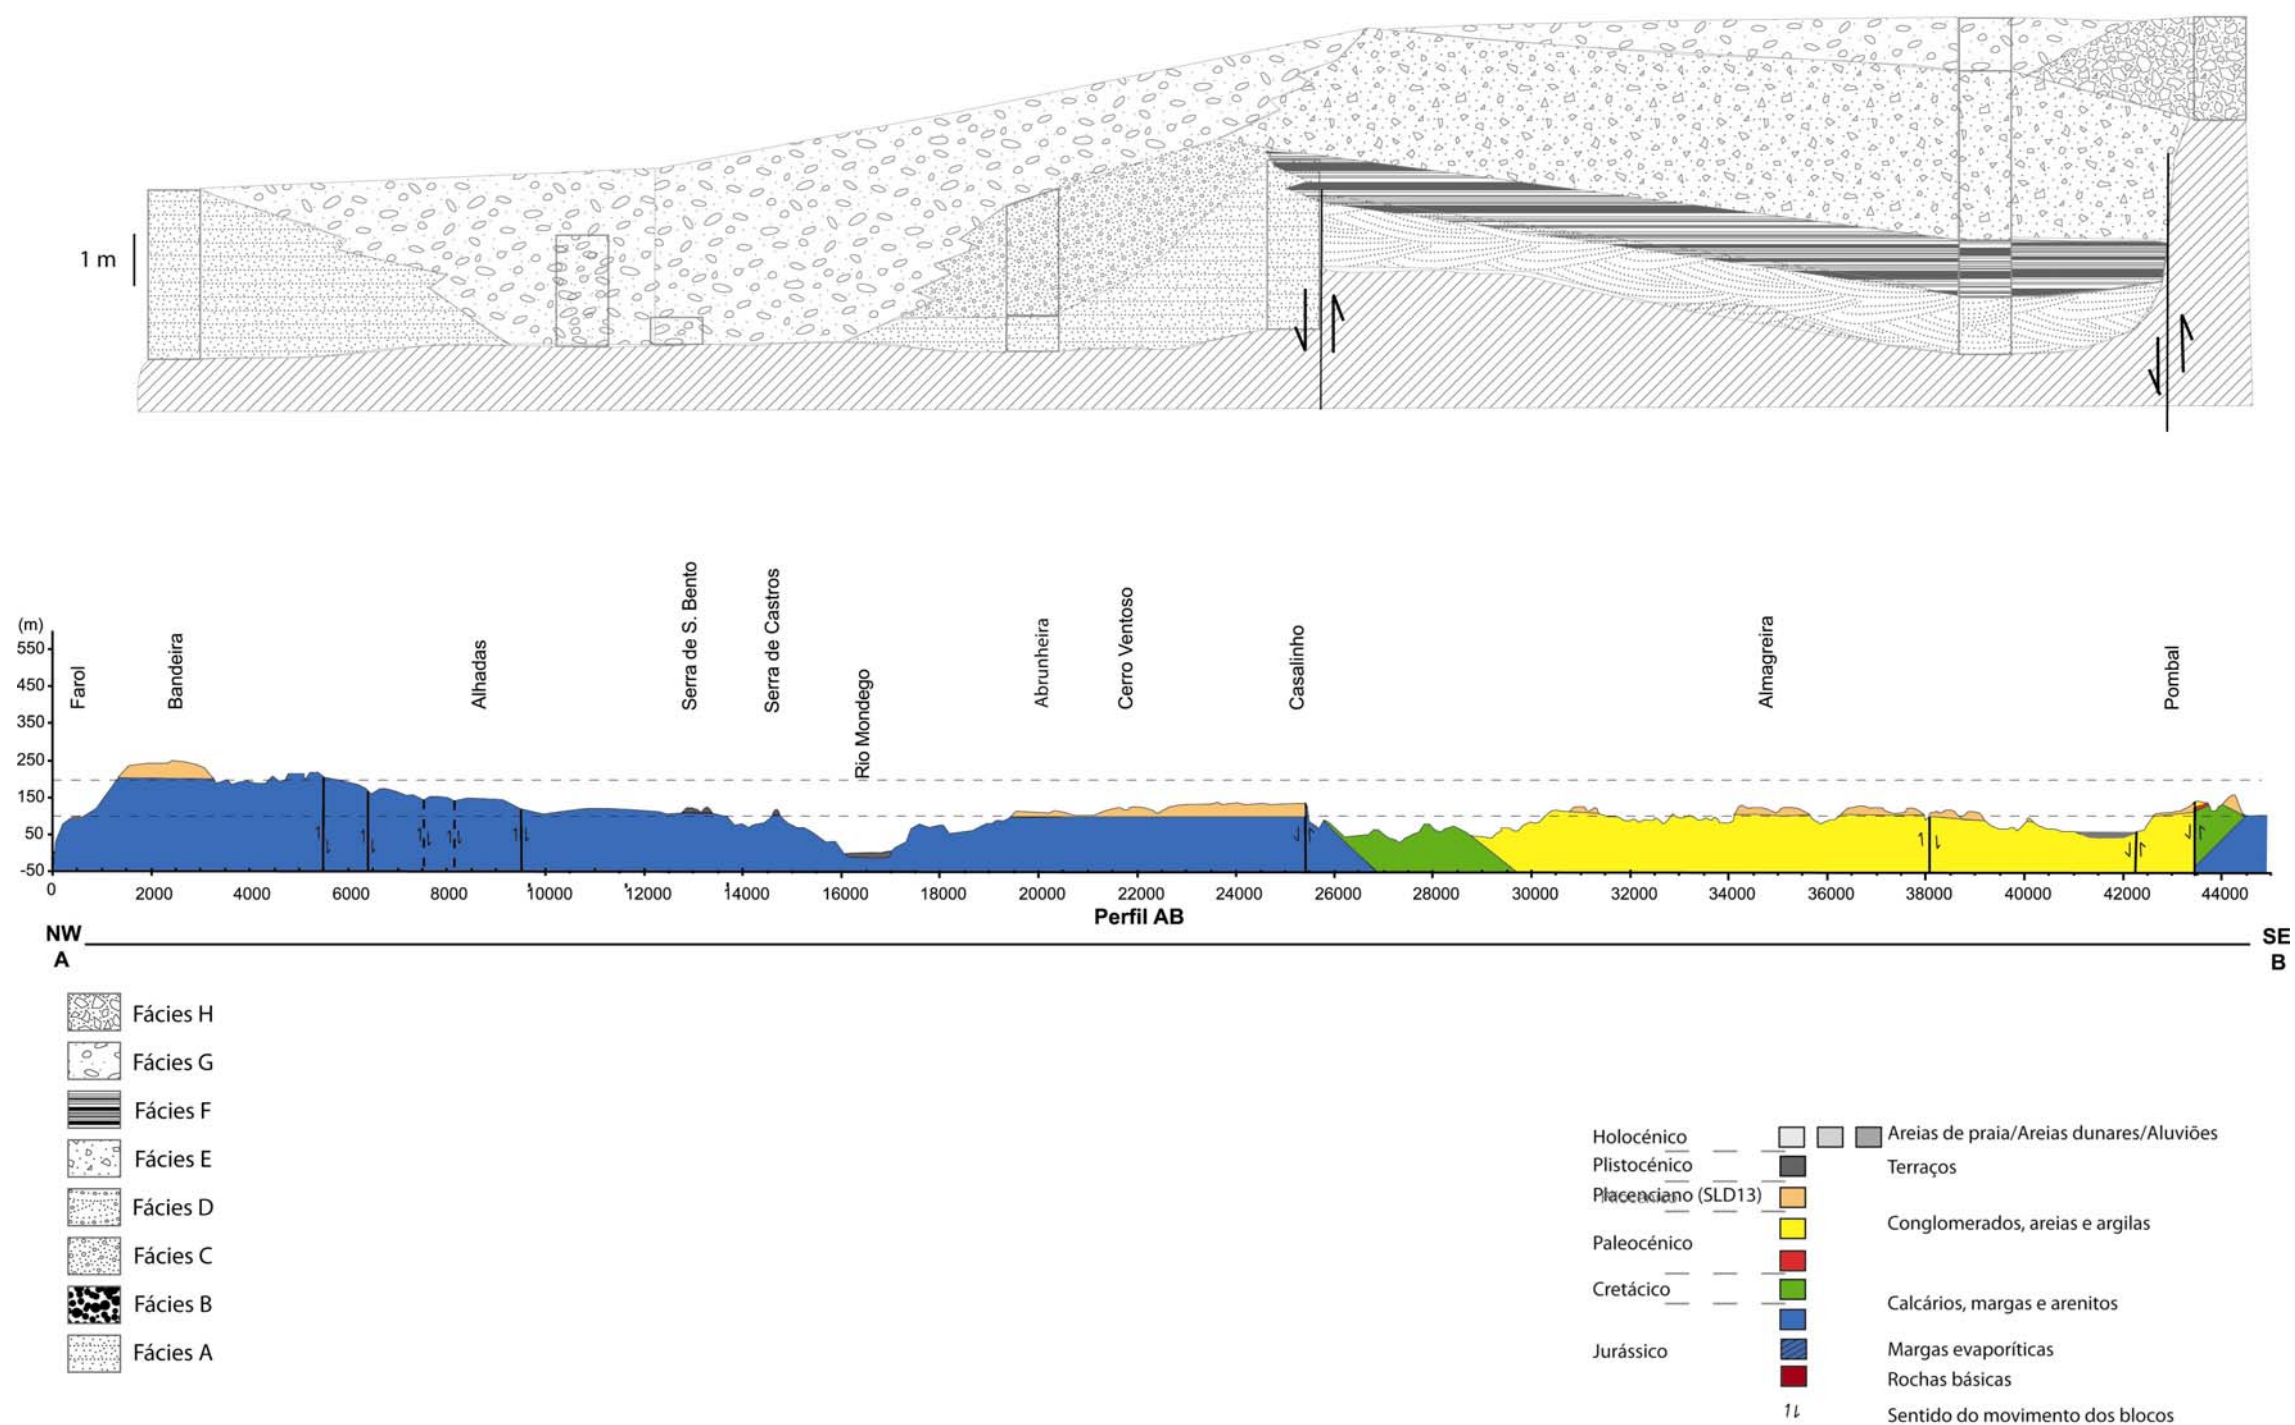 1 m
Farol
Bandeira
Alhadas
Serra de S. Bento
Serra de Castros
Rio Mondego
Abrunheira
Cerro Ventoso
Casalinho
Almagreira
Pombal
(m)
550
450
350
250
150
50
-50
0 2000 4000 6000 8000 10000 12000 14000 16000 18000 20000 22000 24000 26000 28000 30000 32000 34000 36000 38000 40000 42000 44000
Perfil AB
NW
A
SE
B
Fácies H
Fácies G
Fácies F
Fácies E
Fácies D
Fácies C
Fácies B
Fácies A
Holocénico Areias de praia/Areias dunares/Aluviões
Plistocénico Terraços
Placenciano (SLD13)
Conglomerados, areias e argilas
Paleocénico
Cretácico
Calcários, margas e arenitos
Jurássico Margas evaporíticas
Rochas básicas
Sentido do movimento dos blocos